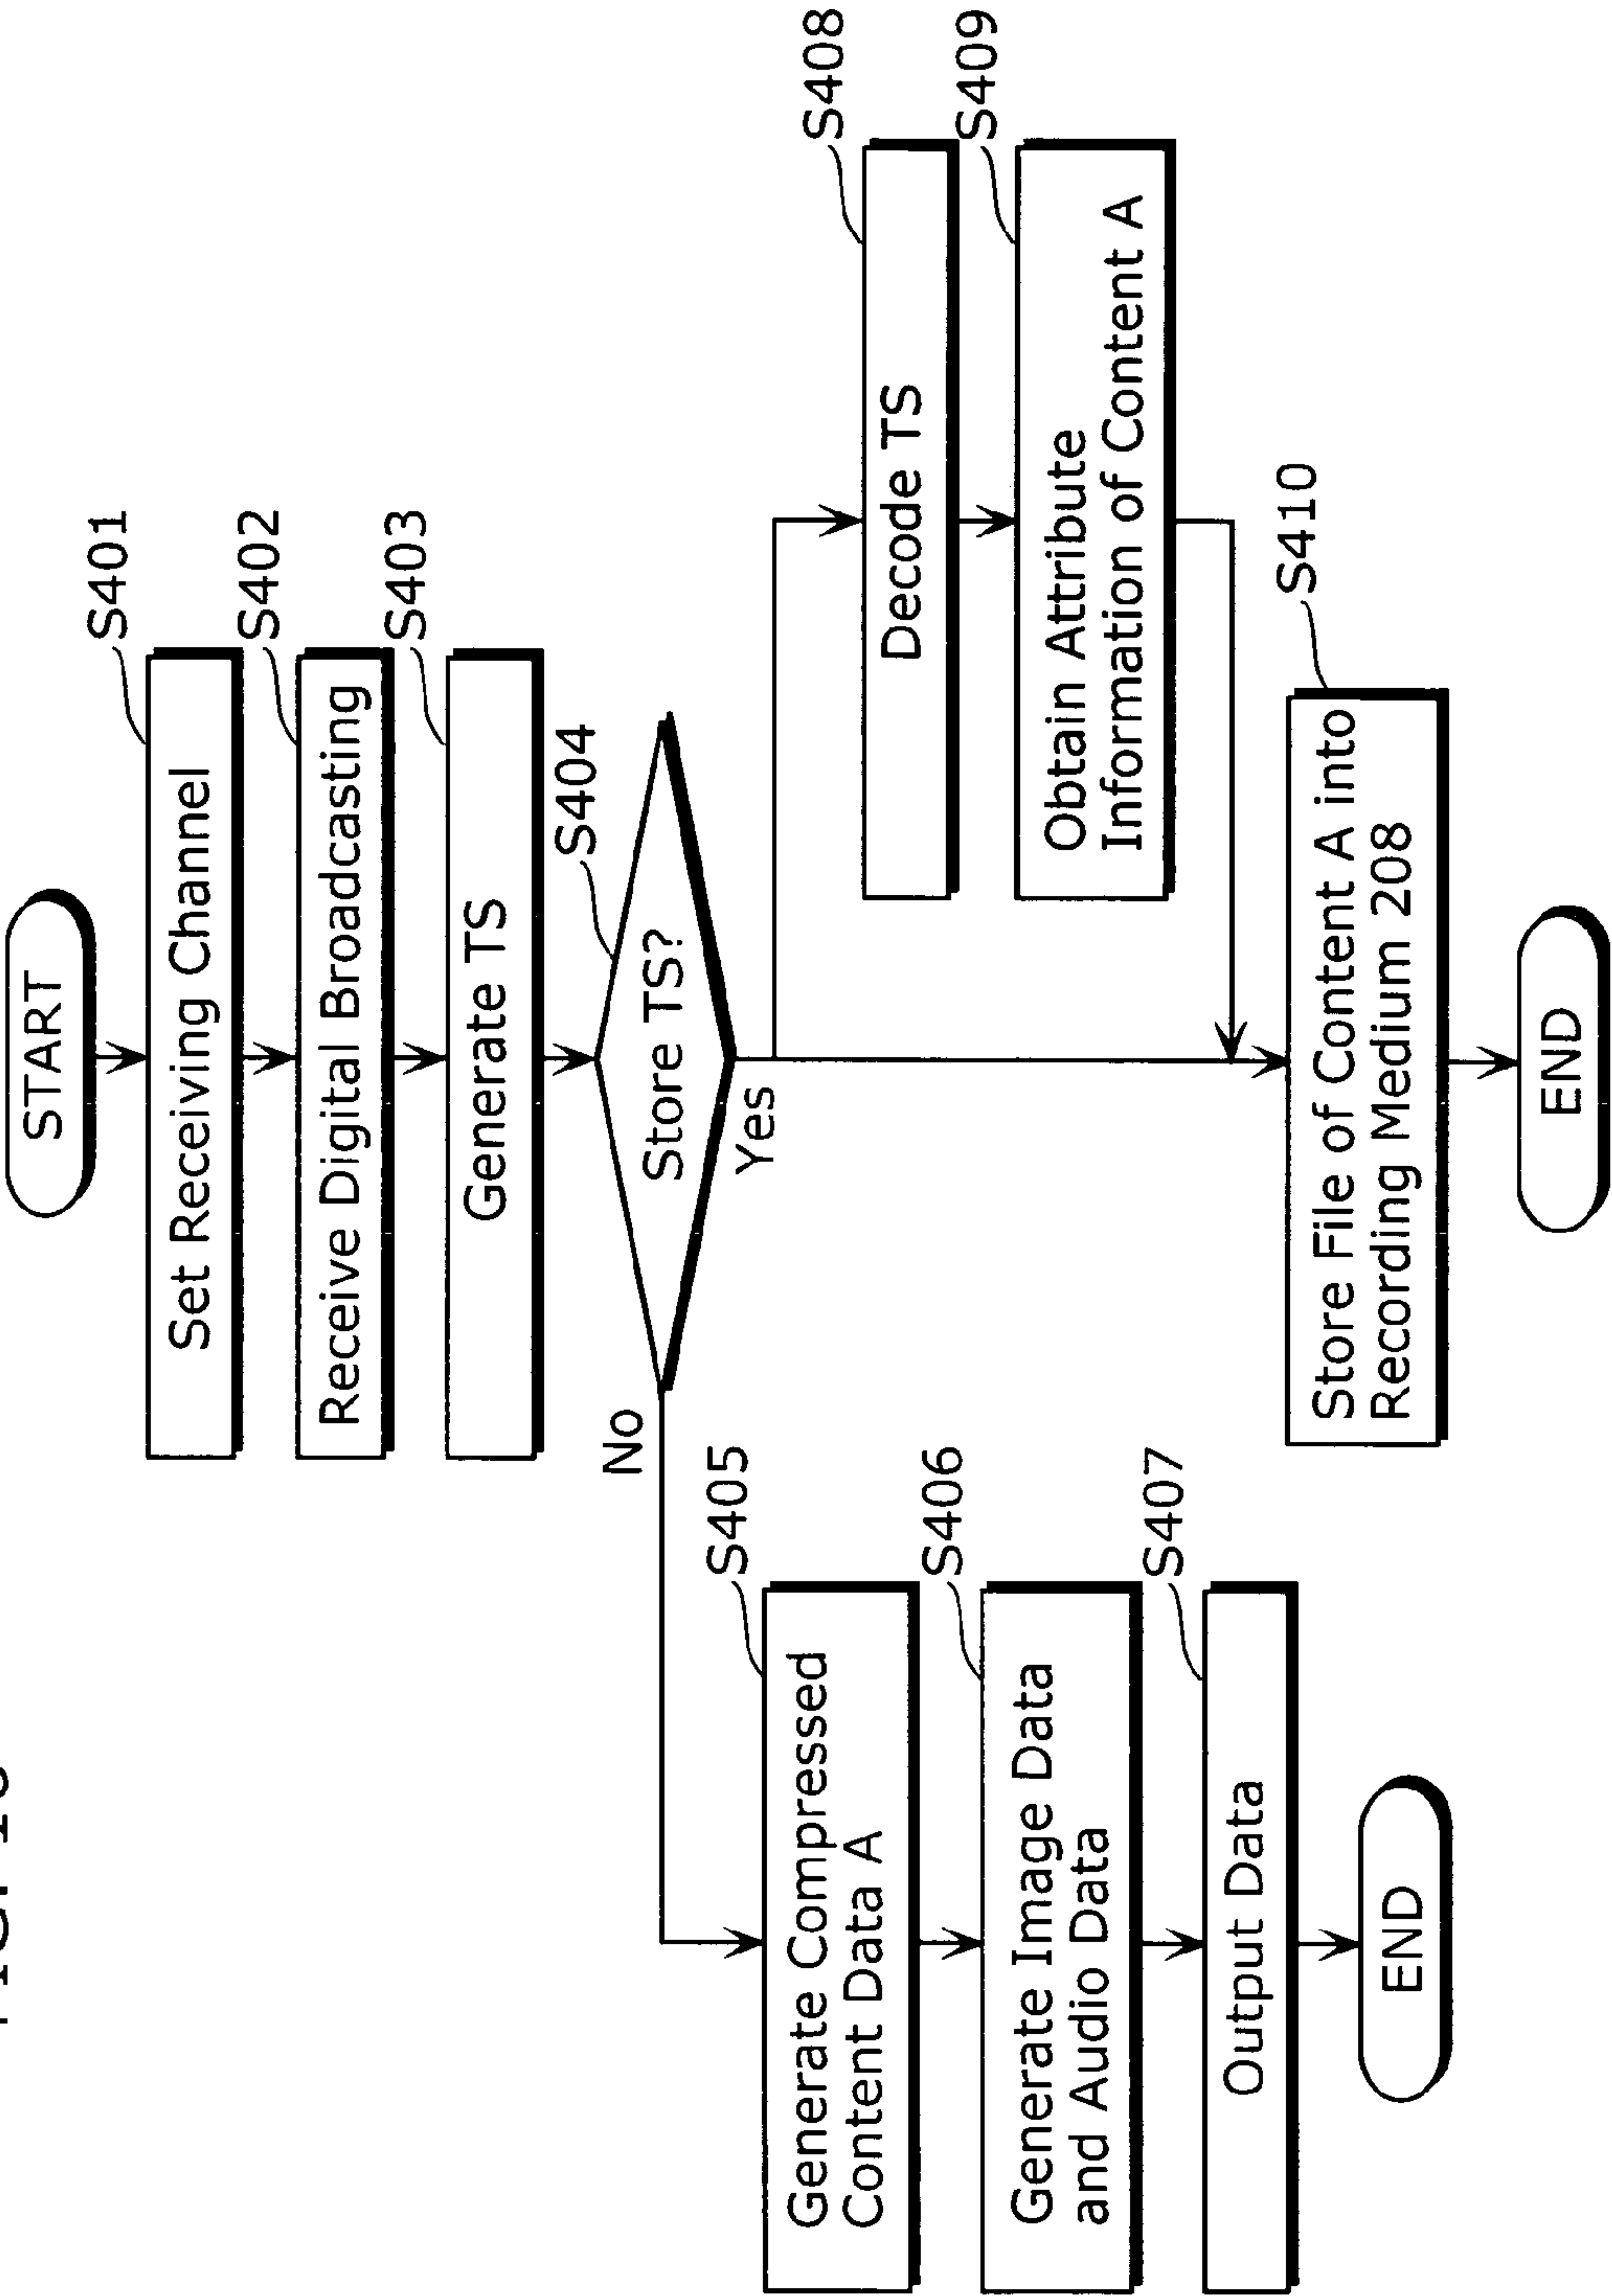 START
S401
Set Receiving Channel
S402
Receive Digital Broadcasting
S403
Generate TS
S404
Store TS?
No
Yes
S405
Generate Compressed
Content Data A
S406
Generate Image Data
and Audio Data
S407
Output Data
END
S408
Decode TS
S409
Obtain Attribute
Information of Content A
S410
Store File of Content A into
Recording Medium 208
END